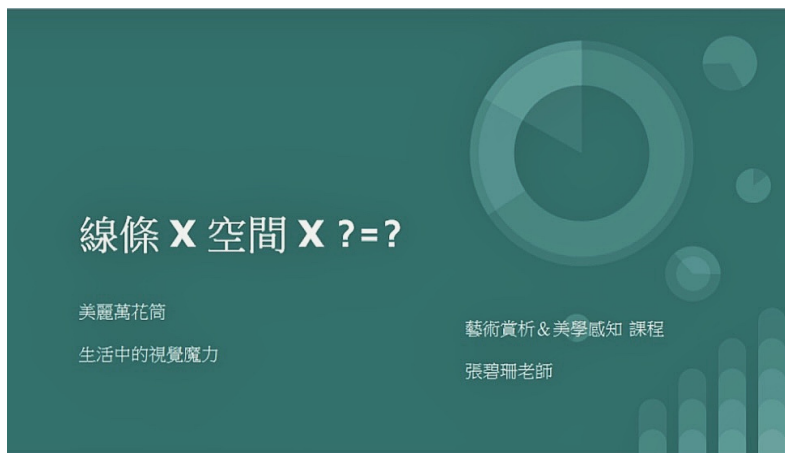 線條 X 空間 X ?=?
美麗萬花筒
生活中的視覺魔力
藝術賞析&美學感知 課程
張碧珊老師